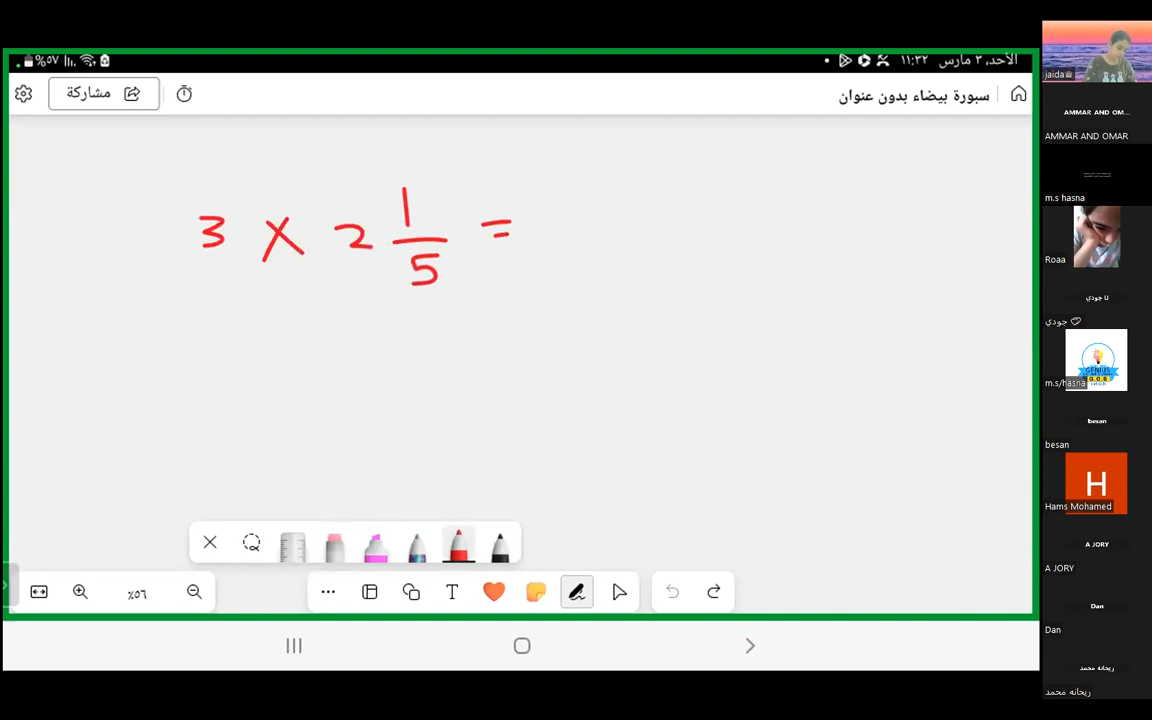 %٥٧
الأحد، ٣ مارس ١١:٣٢
مشاركة
سبورة بيضاء بدون عنوان
3 X 2 1/5 =
T
%٥٦
jaida
AMMAR AND OM...
AMMAR AND OMAR
m.s hasna
Roaa
جودي U
جودي
GENIUS
m.s/hasna
besan
besan
H
Hams Mohamed
A JORY
A JORY
Dan
Dan
ريحانه محمد
ريحانه محمد